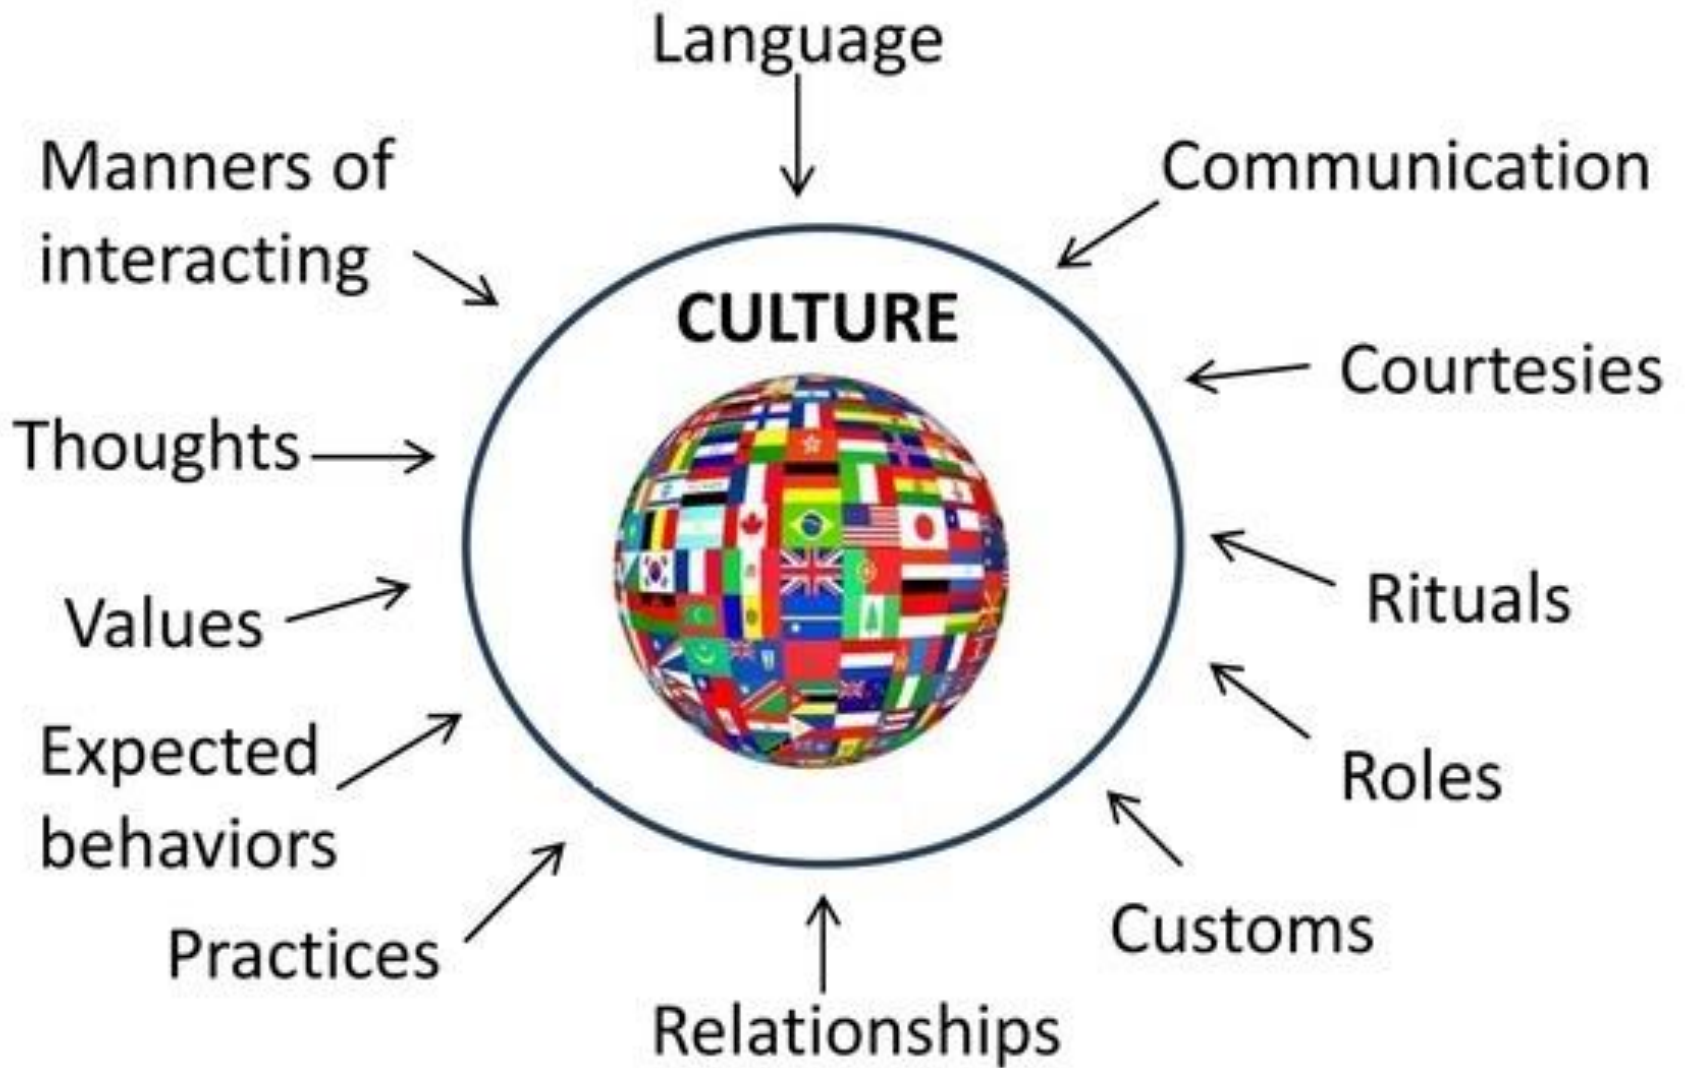 Language
Manners of
interacting
Communication
CULTURE
Courtesies
Thoughts
Values
Rituals
Expected
behaviors
Roles
Practices
Customs
Relationships